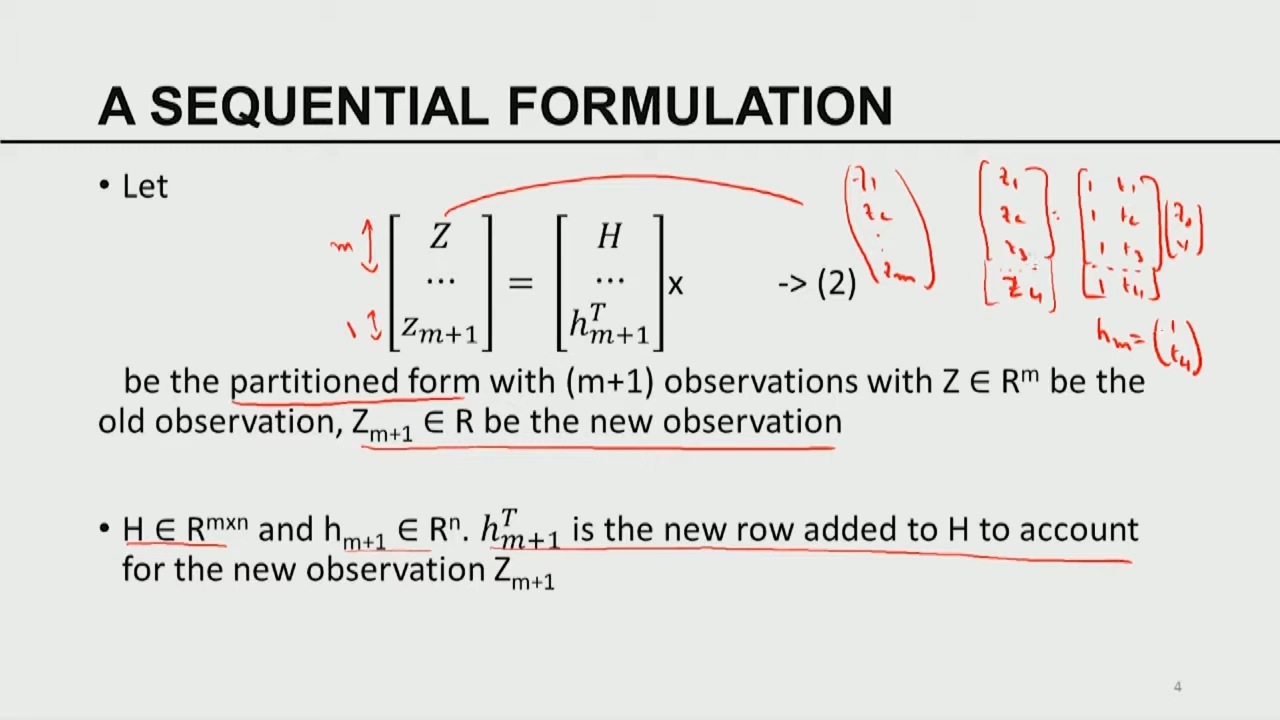 A SEQUENTIAL FORMULATION
• Let
[ Z ... z_{m+1} ] = [ H ... h^T_{m+1} ] x -> (2)
be the partitioned form with (m+1) observations with Z ∈ R^m be the
old observation, Z_{m+1} ∈ R be the new observation
• H ∈ R^{mxn} and h_{m+1} ∈ R^n. h^T_{m+1} is the new row added to H to account
for the new observation Z_{m+1}
m
1
z1 z2 : zm
z1 z2 z3 ... z4 = 1 t1 1 t2 1 t3 ... 1 t4
hm = ( 1 t4 )
4